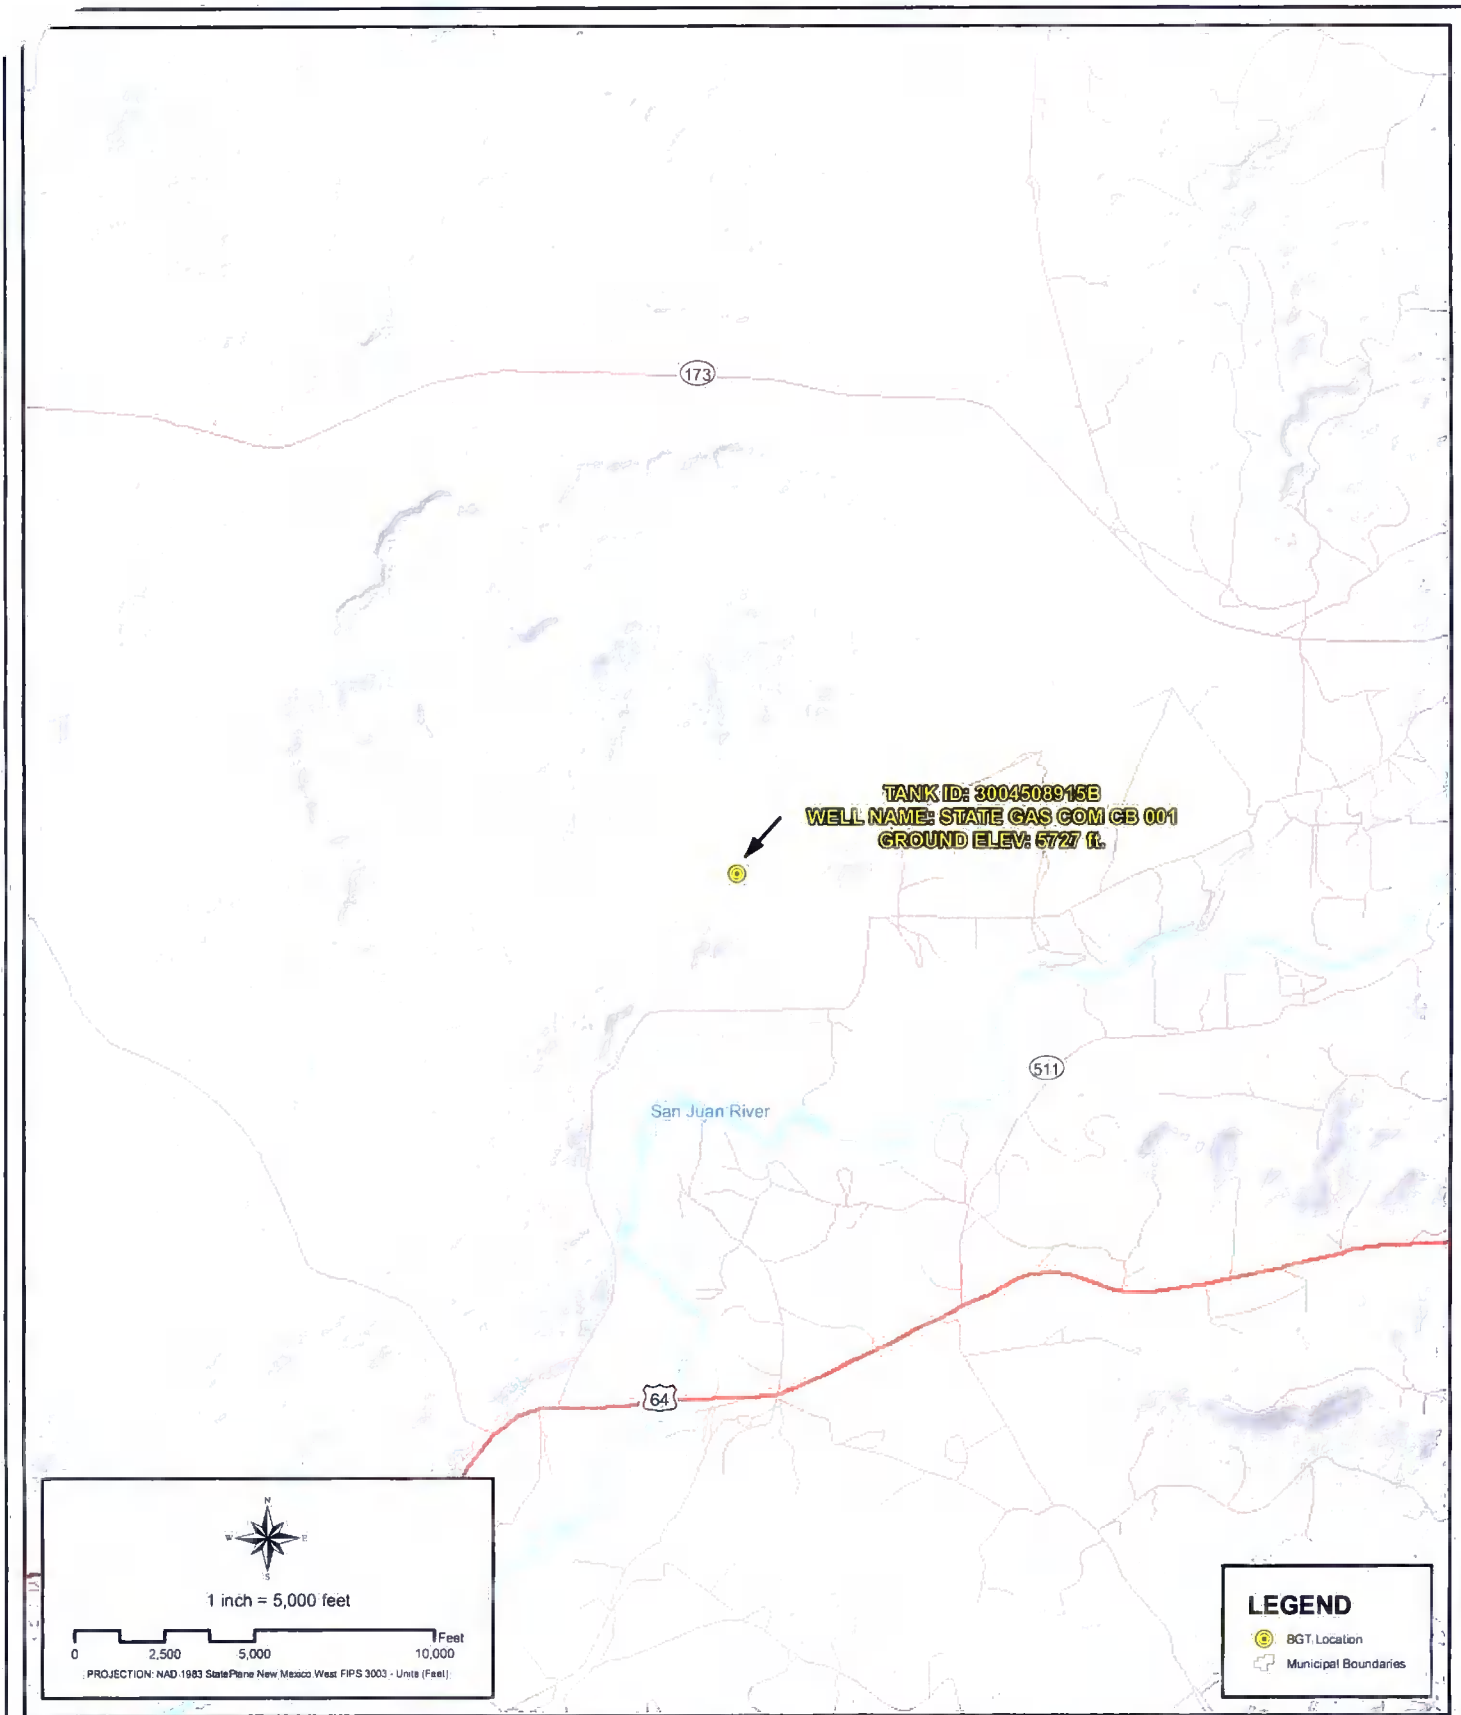 173
TANK ID: 3004508915B
WELL NAME: STATE GAS COM CB 001
GROUND ELEV: 5727 ft.
511
San Juan River
64
N
W E
S
1 inch = 5,000 feet
Feet
0 2,500 5,000 10,000
PROJECTION: NAD 1983 StatePlane New Mexico West FIPS 3003 - Units (Feet)
LEGEND
BGT Location
Municipal Boundaries